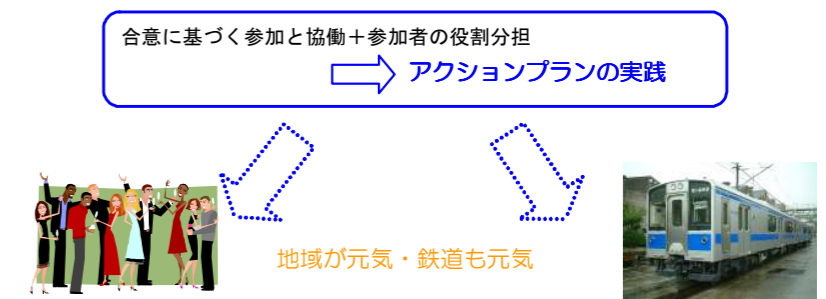 合意に基づく参加と協働＋参加者の役割分担
アクションプランの実践
地域が元気・鉄道も元気